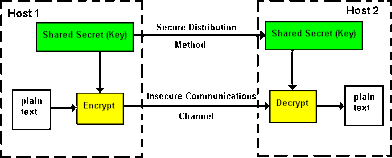 Host 1
Host 2
Shared Secret (Key)
Secure Distribution
Method
Shared Secret (Key)
plain
text
Encrypt
Insecure Communications
Channel
Decrypt
plain
text